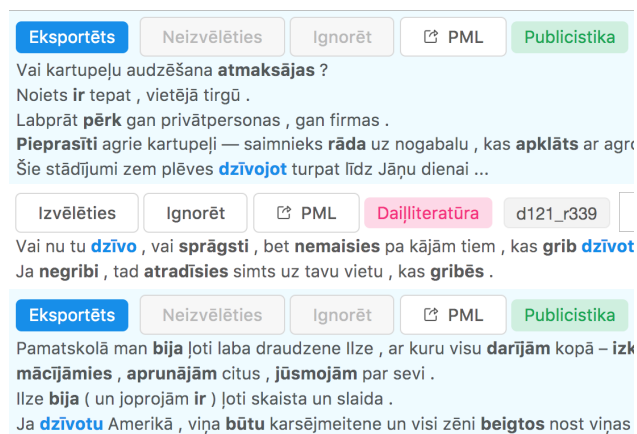 Eksportēts Neizvēlēties Ignorēt PML Publicistika
Vai kartupeļu audzēšana atmaksājas ?
Noiets ir tepat , vietējā tirgū .
Labprāt pērk gan privātpersonas , gan firmas .
Pieprasīti agrie kartupeļi — saimnieks rāda uz nogabalu , kas apklāts ar
Šie stādījumi zem plēves dzīvojot turpat līdz Jāņu dienai ...
Izvēlēties Ignorēt PML Daiļliteratūra d121_r339
Vai nu tu dzīvo , vai sprāgsti , bet nemaisies pa kājām tiem , kas grib dzīvot
Ja negribi , tad atradīsies simts uz tavu vietu , kas gribēs .
Eksportēts Neizvēlēties Ignorēt PML Publicistika
Pamatskolā man bija ļoti laba draudzene Ilze , ar kuru visu darījām kopā –
mācījāmies , aprunājām citus , jūsmojām par sevi .
Ilze bija ( un joprojām ir ) ļoti skaista un slaida .
Ja dzīvotu Amerikā , viņa būtu karsējmeitene un visi zēni beigtos nost viņas